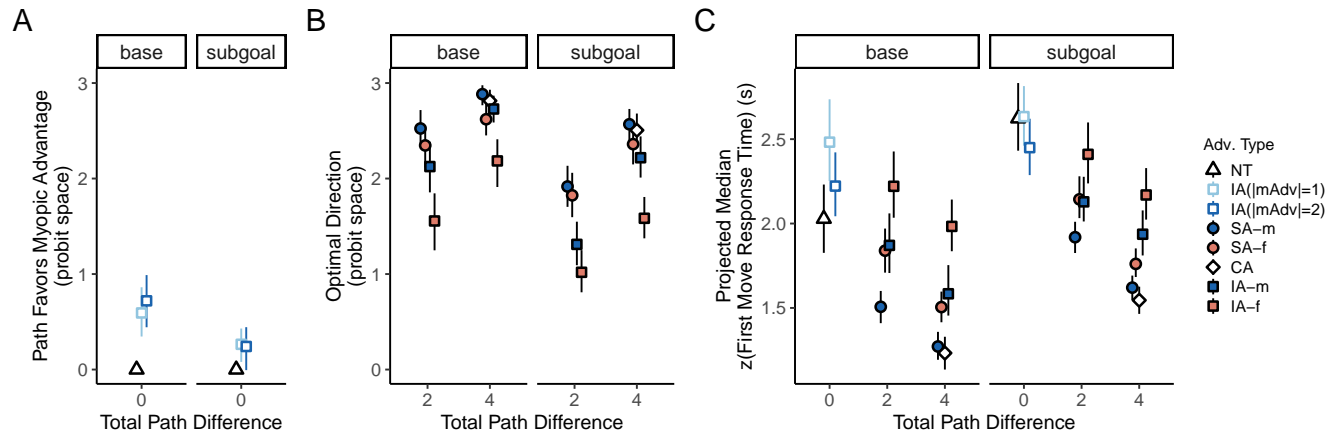 A
B
C
base
subgoal
base
subgoal
base
subgoal
Path Favors Myopic Advantage
(probit space)
3
2
1
0
0
0
Total Path Difference
Optimal Direction
(probit space)
3
2
1
0
2
4
2
4
Total Path Difference
Projected Median
z(First Move Response Time) (s)
2.5
2.0
1.5
0
2
4
0
2
4
Total Path Difference
Adv. Type
NT
IA(|mAdv|=1)
IA(|mAdv|=2)
SA−m
SA−f
CA
IA−m
IA−f